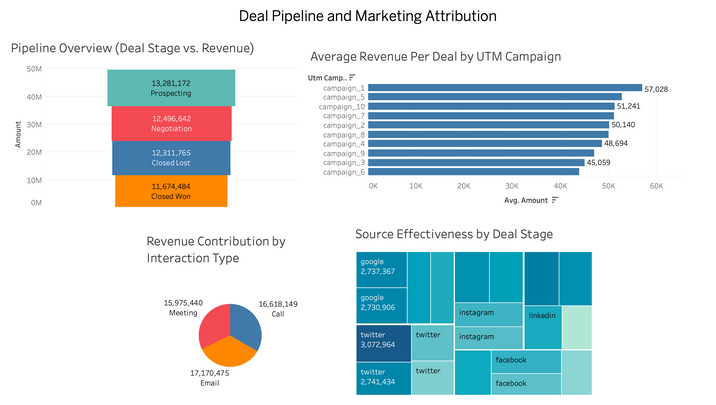 Deal Pipeline and Marketing Attribution
Pipeline Overview (Deal Stage vs. Revenue)
50M
40M
30M
20M
10M
0M
Amount
13,281,172
Prospecting
12,496,642
Negotiation
12,311,765
Closed Lost
11,674,484
Closed Won
Average Revenue Per Deal by UTM Campaign
Utm Camp..
campaign_1
57,028
campaign_5
campaign_10
51,241
campaign_7
campaign_2
50,140
campaign_8
campaign_4
48,694
campaign_9
campaign_3
45,059
campaign_6
0K 10K 20K 30K 40K 50K 60K
Avg. Amount
Revenue Contribution by
Interaction Type
15,975,440
Meeting
16,618,149
Call
17,170,475
Email
Source Effectiveness by Deal Stage
google
2,737,367
google
2,730,906
twitter
3,072,964
twitter
2,741,434
twitter
twitter
instagram
instagram
linkedin
facebook
facebook